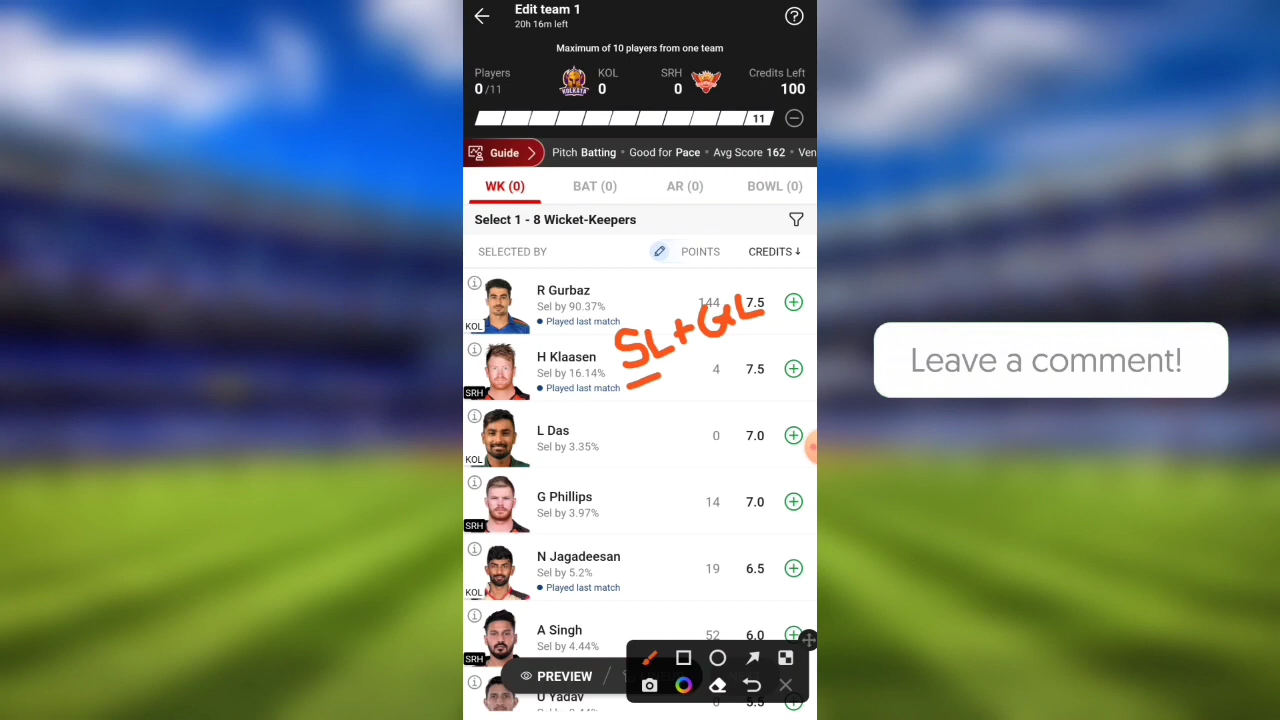 Edit team 1
20h 16m left
Maximum of 10 players from one team
Players KOL SRH Credits Left
0/11 KOLKATA 0 0 100
11
Guide Pitch Batting • Good for Pace • Avg Score 162 • Ven
WK (0) BAT (0) AR (0) BOWL (0)
Select 1 - 8 Wicket-Keepers
SELECTED BY POINTS CREDITS ↓
R Gurbaz
Sel by 90.37% 144 7.5
Played last match
KOL
SL+GL
H Klaasen
Sel by 16.14% 4 7.5
Played last match
SRH
Leave a comment!
L Das 0 7.0
Sel by 3.35%
KOL
G Phillips 14 7.0
Sel by 3.97%
SRH
N Jagadeesan
Sel by 5.2% 19 6.5
Played last match
KOL
A Singh 52 6.0
Sel by 4.44%
SRH
PREVIEW
Yadav 5.5